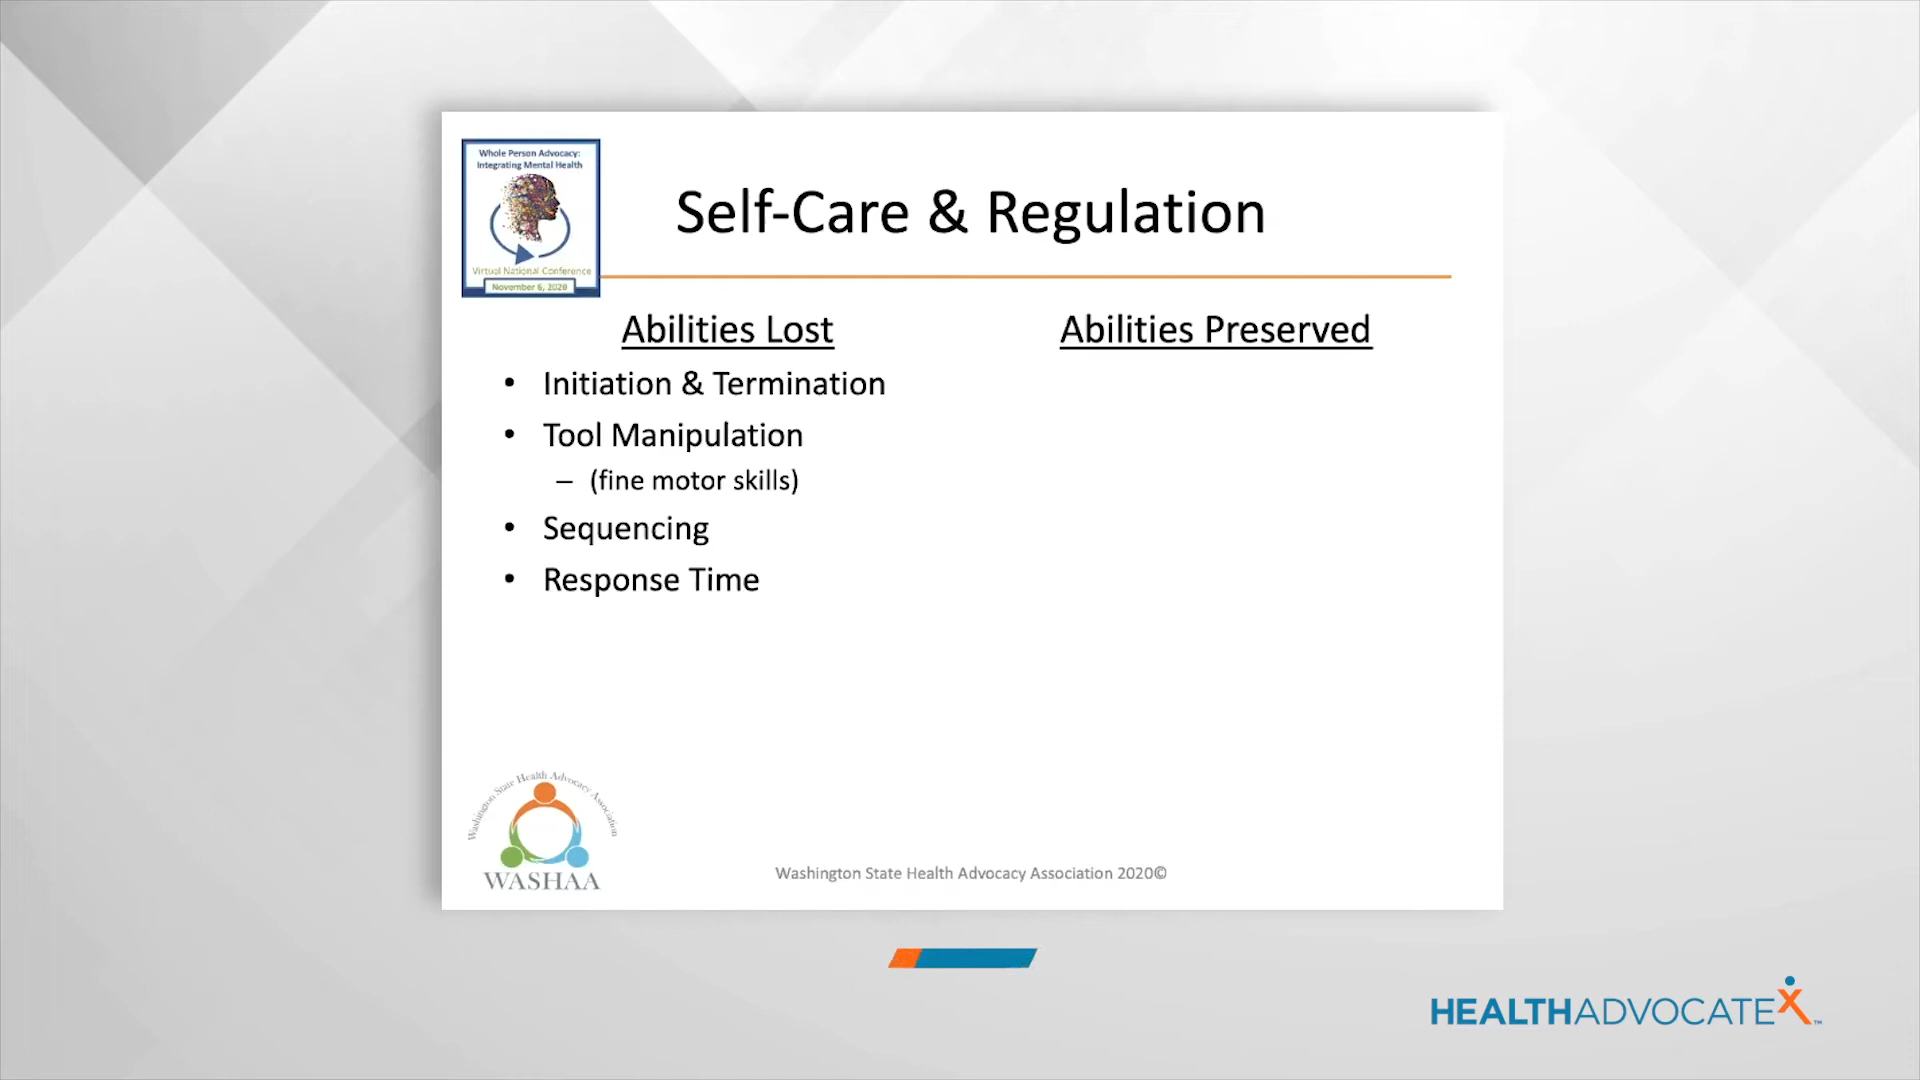 Whole Person Advocacy:
Integrating Mental Health
Virtual National Conference
November 6, 2020
Self-Care & Regulation
Abilities Lost
• Initiation & Termination
• Tool Manipulation
– (fine motor skills)
• Sequencing
• Response Time
Abilities Preserved
Washington State Health Advocacy Association
WASHAA
Washington State Health Advocacy Association 2020©
HEALTHADVOCATEX™